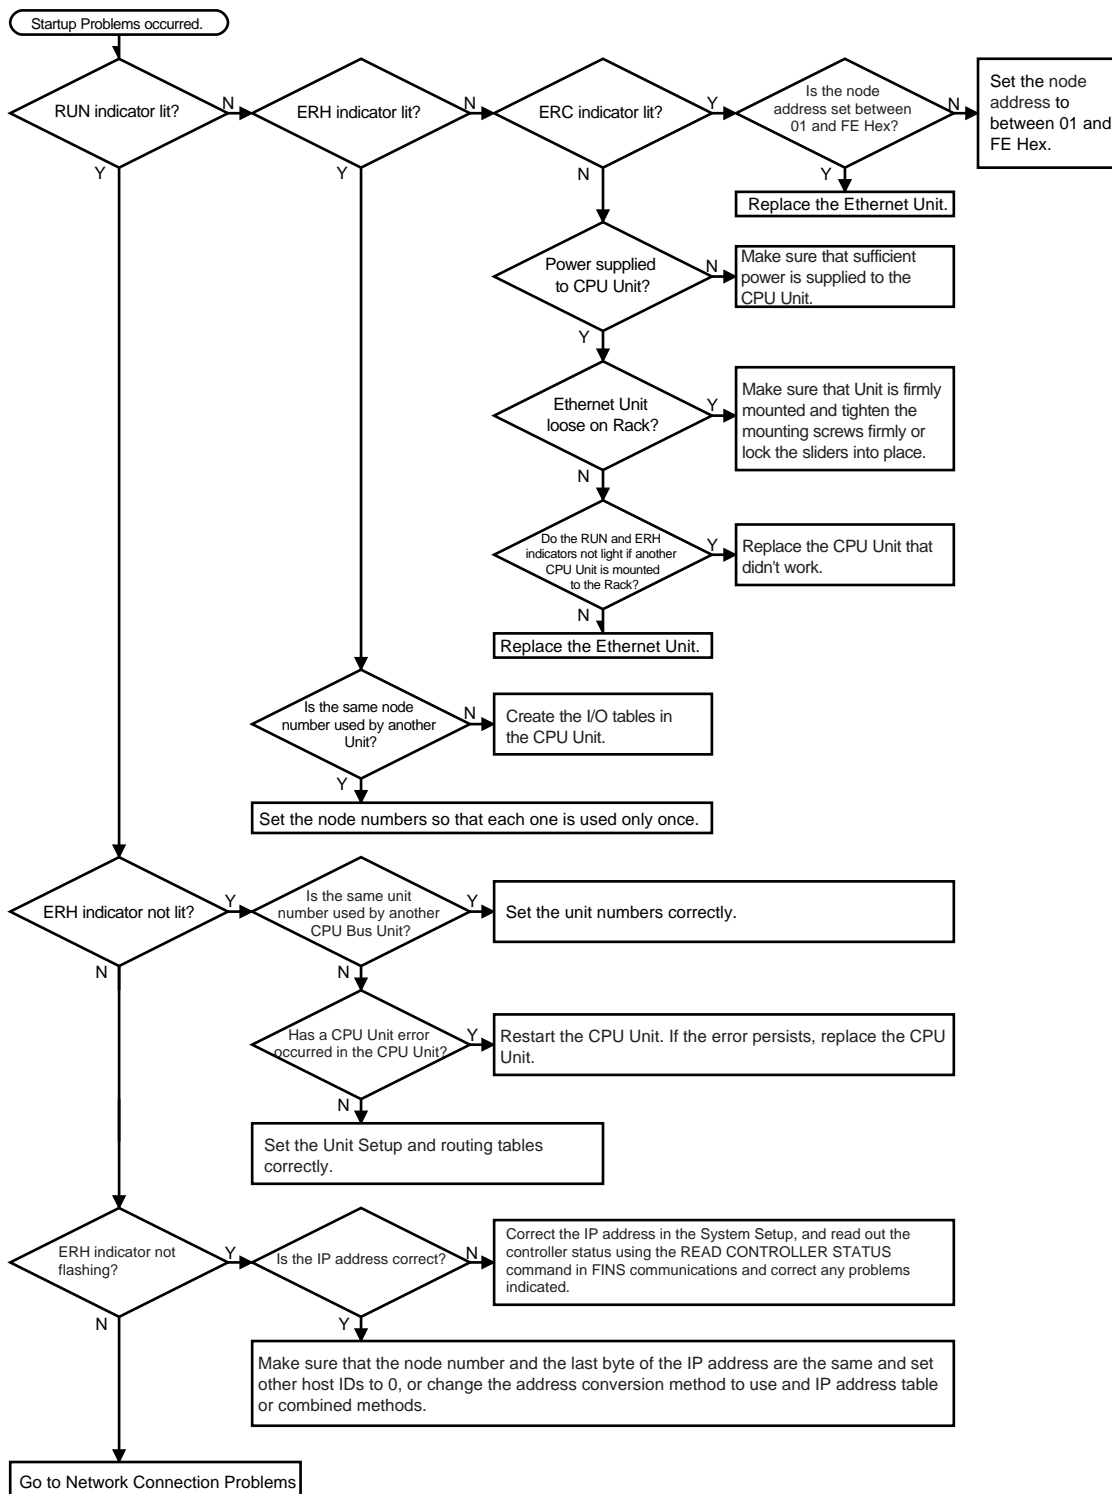 Startup Problems occurred.
RUN indicator lit?
N
Y
ERH indicator lit?
N
Y
ERC indicator lit?
Y
N
Is the node
address set between
01 and FE Hex?
N
Y
Set the node
address to
between 01 and
FE Hex.
Replace the Ethernet Unit.
Power supplied
to CPU Unit?
N
Y
Make sure that sufficient
power is supplied to the
CPU Unit.
Ethernet Unit
loose on Rack?
Y
N
Make sure that Unit is firmly
mounted and tighten the
mounting screws firmly or
lock the sliders into place.
Do the RUN and ERH
indicators not light if another
CPU Unit is mounted
to the Rack?
Y
N
Replace the CPU Unit that
didn't work.
Replace the Ethernet Unit.
Is the same node
number used by another
Unit?
N
Y
Create the I/O tables in
the CPU Unit.
Set the node numbers so that each one is used only once.
ERH indicator not lit?
Y
N
Is the same unit
number used by another
CPU Bus Unit?
Y
N
Set the unit numbers correctly.
Has a CPU Unit error
occurred in the CPU Unit?
Y
N
Restart the CPU Unit. If the error persists, replace the CPU
Unit.
Set the Unit Setup and routing tables
correctly.
ERH indicator not
flashing?
Y
N
Is the IP address correct?
N
Y
Correct the IP address in the System Setup, and read out the
controller status using the READ CONTROLLER STATUS
command in FINS communications and correct any problems
indicated.
Make sure that the node number and the last byte of the IP address are the same and set
other host IDs to 0, or change the address conversion method to use and IP address table
or combined methods.
Go to Network Connection Problems